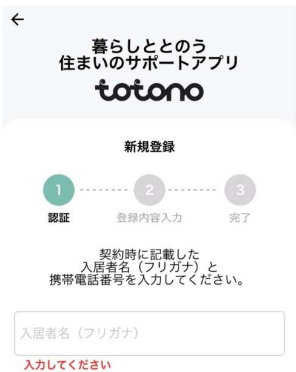 ←
暮らしととのう
住まいのサポートアプリ
totono
新規登録
1 2 3
認証 登録内容入力 完了
契約時に記載した
入居者名（フリガナ）と
携帯電話番号を入力してください。
入居者名（フリガナ）
入力してください